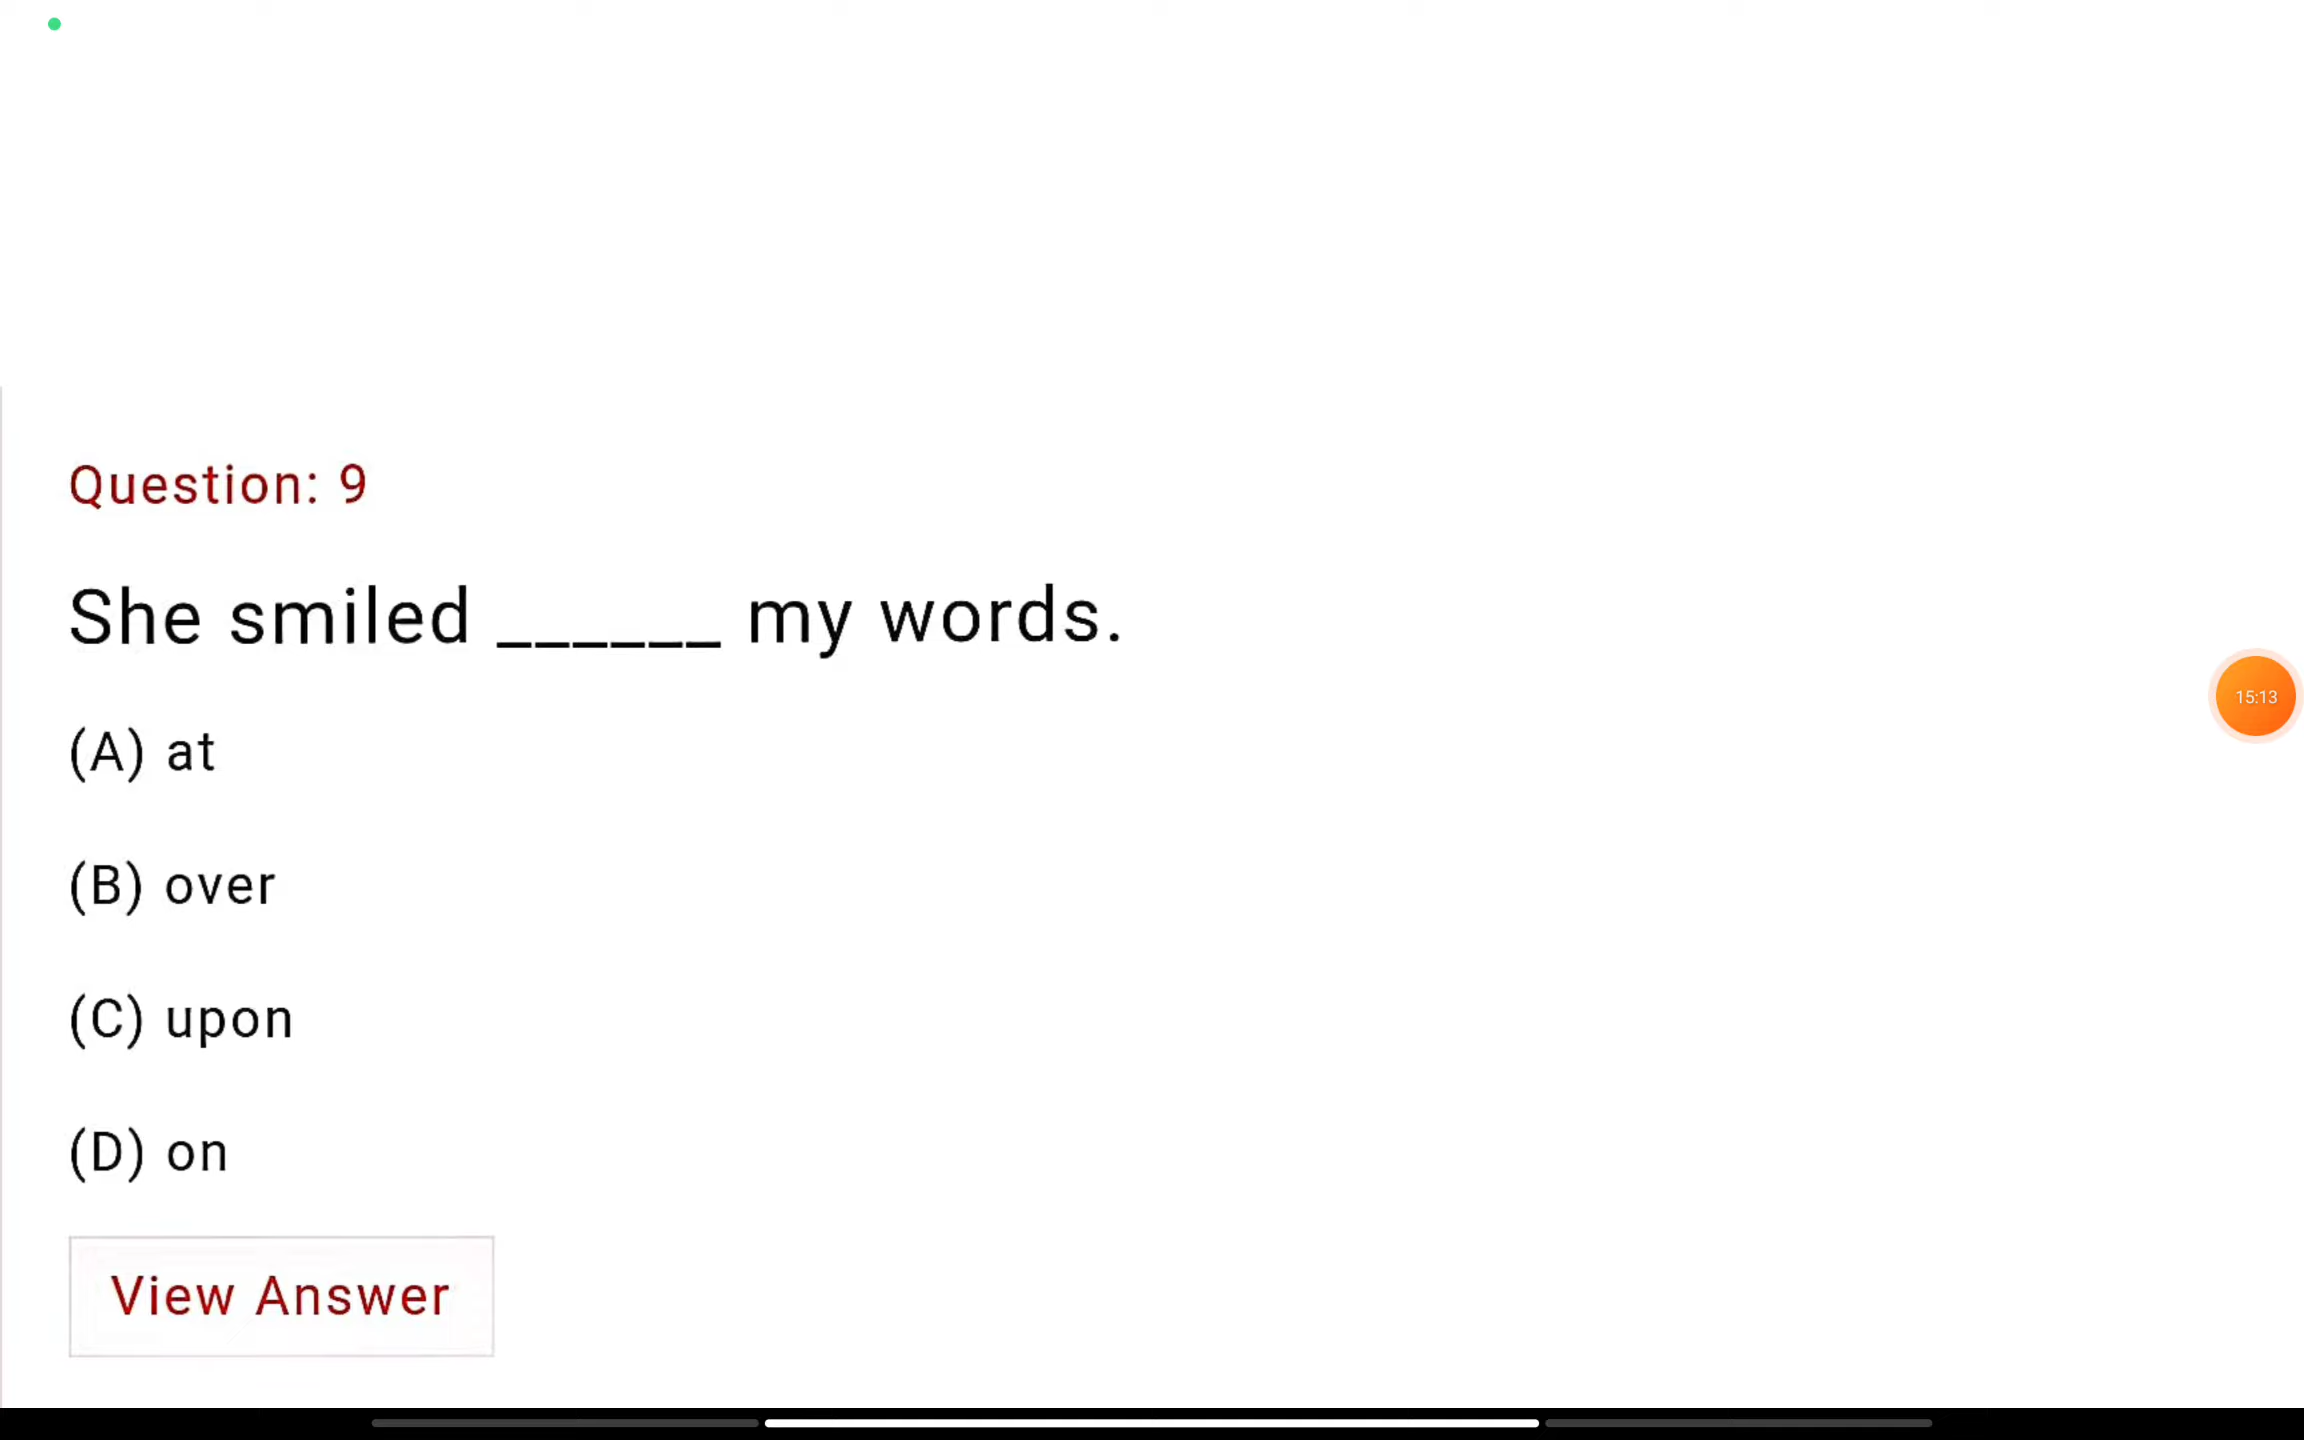 Question: 9
She smiled ______ my words.
(A) at
15:13
(B) over
(C) upon
(D) on
View Answer